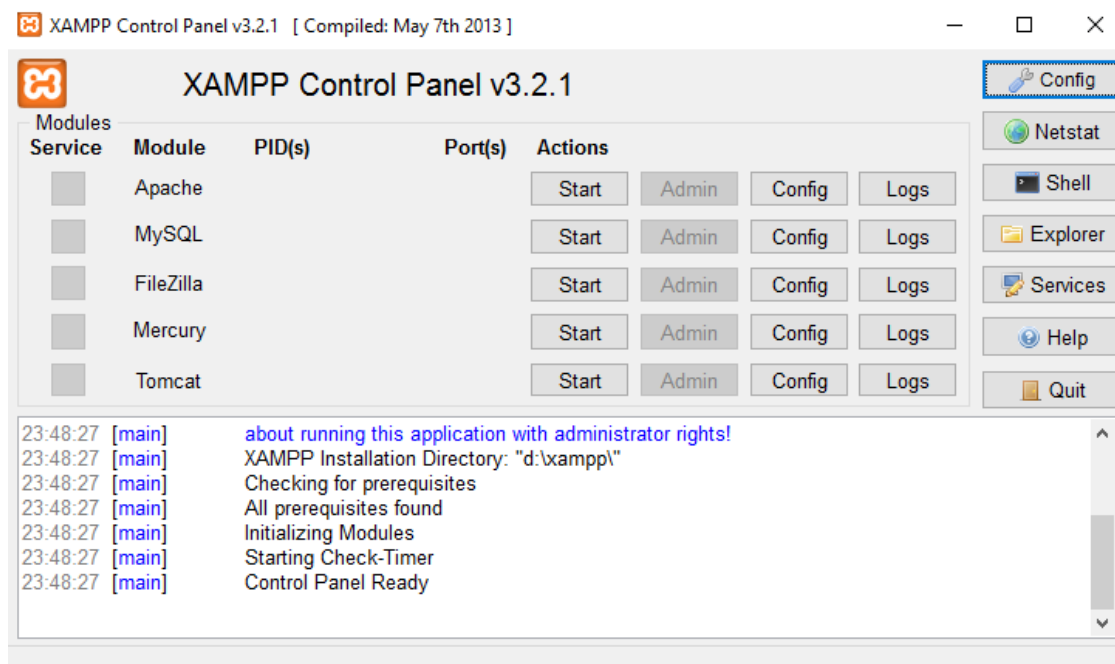 XAMPP Control Panel v3.2.1 [ Compiled: May 7th 2013 ]
XAMPP Control Panel v3.2.1
Config
Modules
Netstat
Service Module PID(s) Port(s) Actions
Apache Start Admin Config Logs
Shell
MySQL Start Admin Config Logs
Explorer
FileZilla Start Admin Config Logs
Services
Mercury Start Admin Config Logs
Help
Tomcat Start Admin Config Logs
Quit
23:48:27 [main] about running this application with administrator rights!
23:48:27 [main] XAMPP Installation Directory: "d:\xampp\"
23:48:27 [main] Checking for prerequisites
23:48:27 [main] All prerequisites found
23:48:27 [main] Initializing Modules
23:48:27 [main] Starting Check-Timer
23:48:27 [main] Control Panel Ready